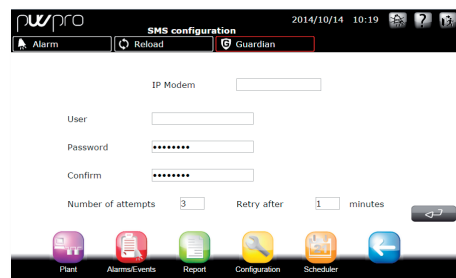 pwpro
2014/10/14 10:19
SMS configuration
Alarm Reload Guardian
IP Modem
User
Password ••••••••
Confirm ••••••••
Number of attempts 3 Retry after 1 minutes
Plant Alarms/Events Report Configuration Scheduler